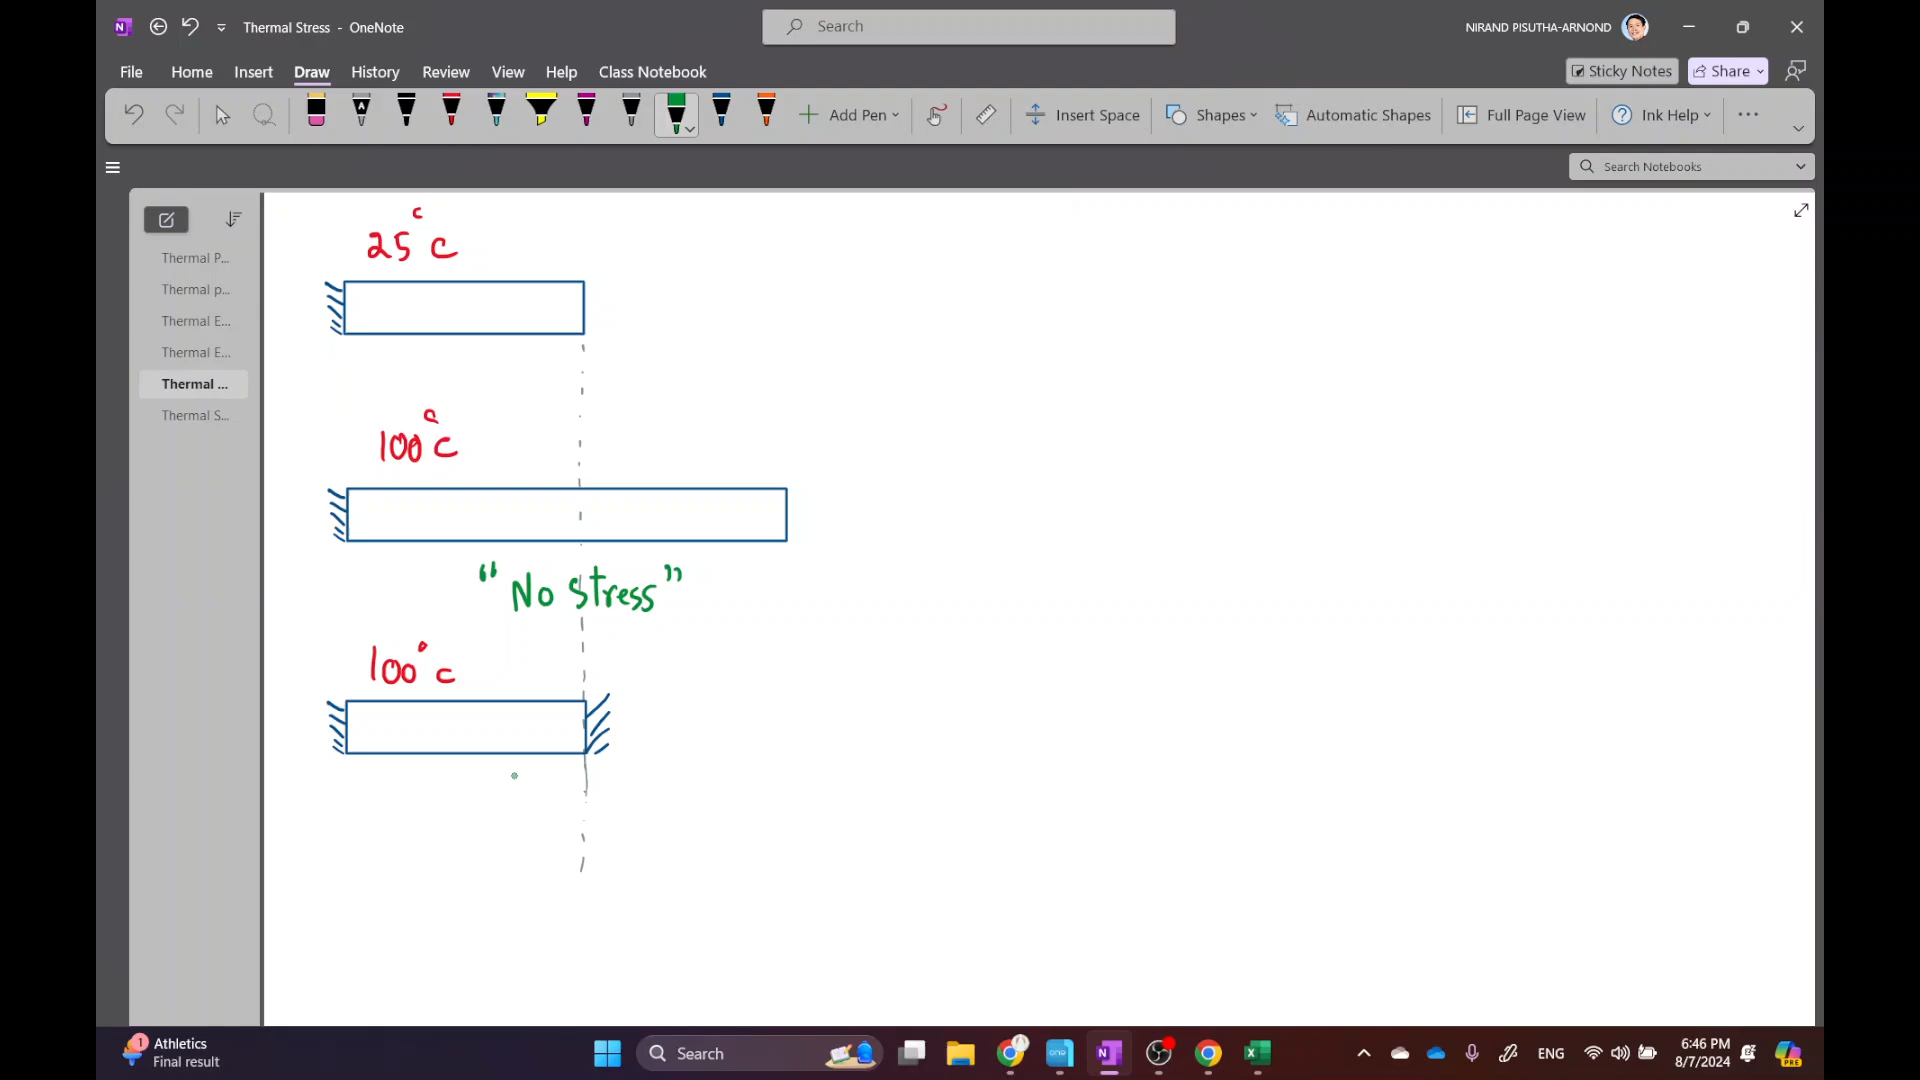 Thermal Stress - OneNote
Search
NIRAND PISUTHA-ARNOND
File Home Insert Draw History Review View Help Class Notebook
Sticky Notes Share
Add Pen Insert Space Shapes Automatic Shapes Full Page View Ink Help
Search Notebooks
Thermal P...
Thermal p...
Thermal E...
Thermal E...
Thermal ...
Thermal S...
25°C
100°C
"No stress"
100°C
1
Athletics
Final result
Search
ENG
6:46 PM
8/7/2024